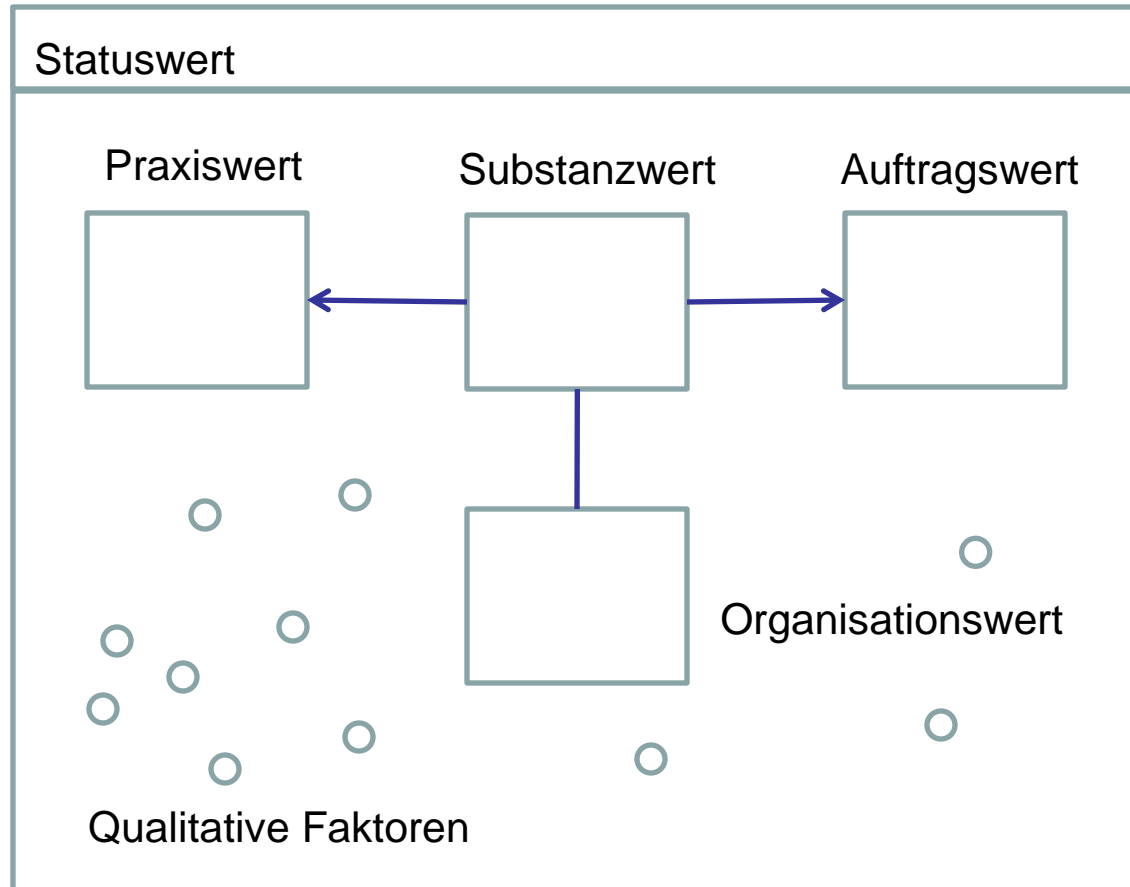 Statuswert
Praxiswert
Substanzwert
Auftragswert
Organisationswert
Qualitative Faktoren